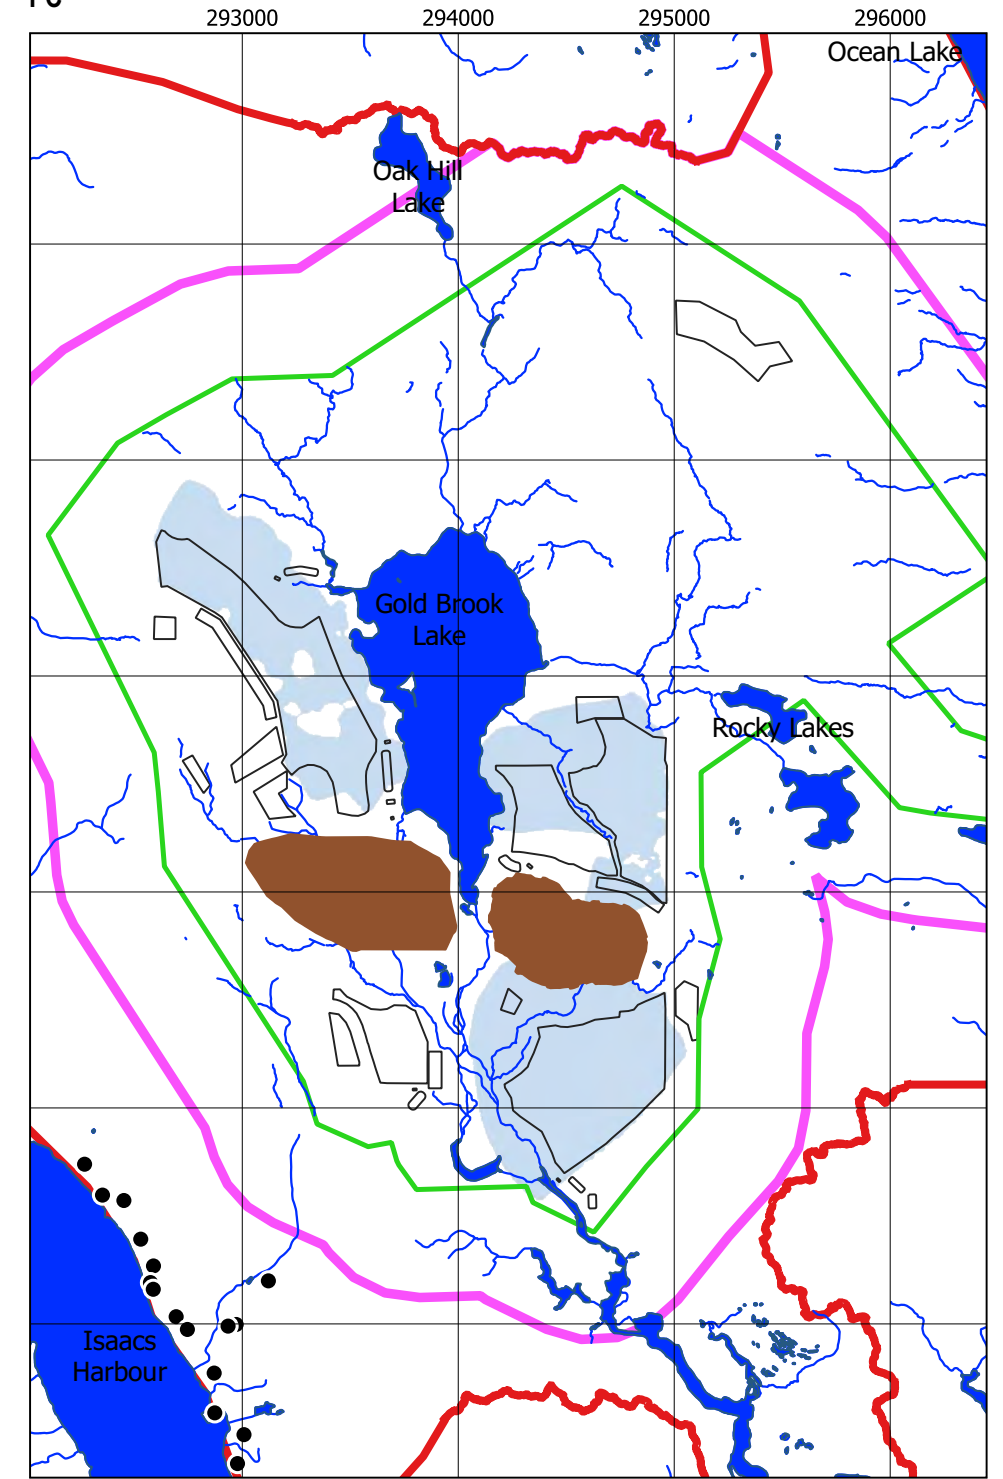 293000 294000 295000 296000
Ocean Lake
Oak Hill
Lake
Gold Brook
Lake
Rocky Lakes
Isaacs
Harbour